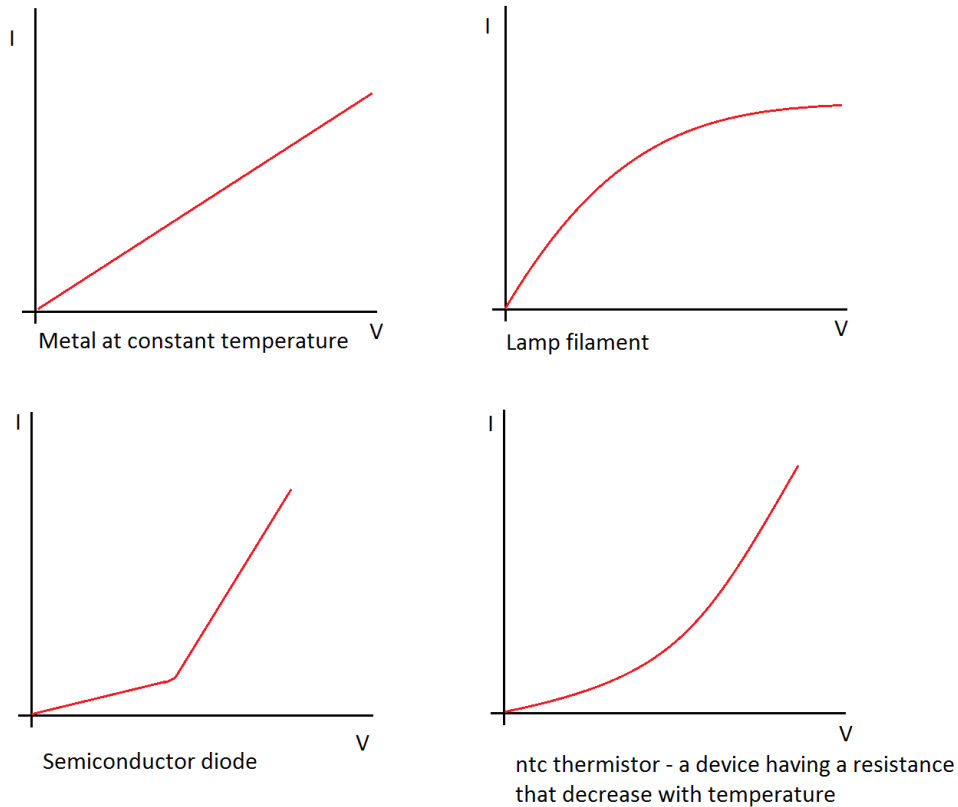 I
V
Metal at constant temperature
I
V
Lamp filament
I
V
Semiconductor diode
I
V
ntc thermistor - a device having a resistance
that decrease with temperature